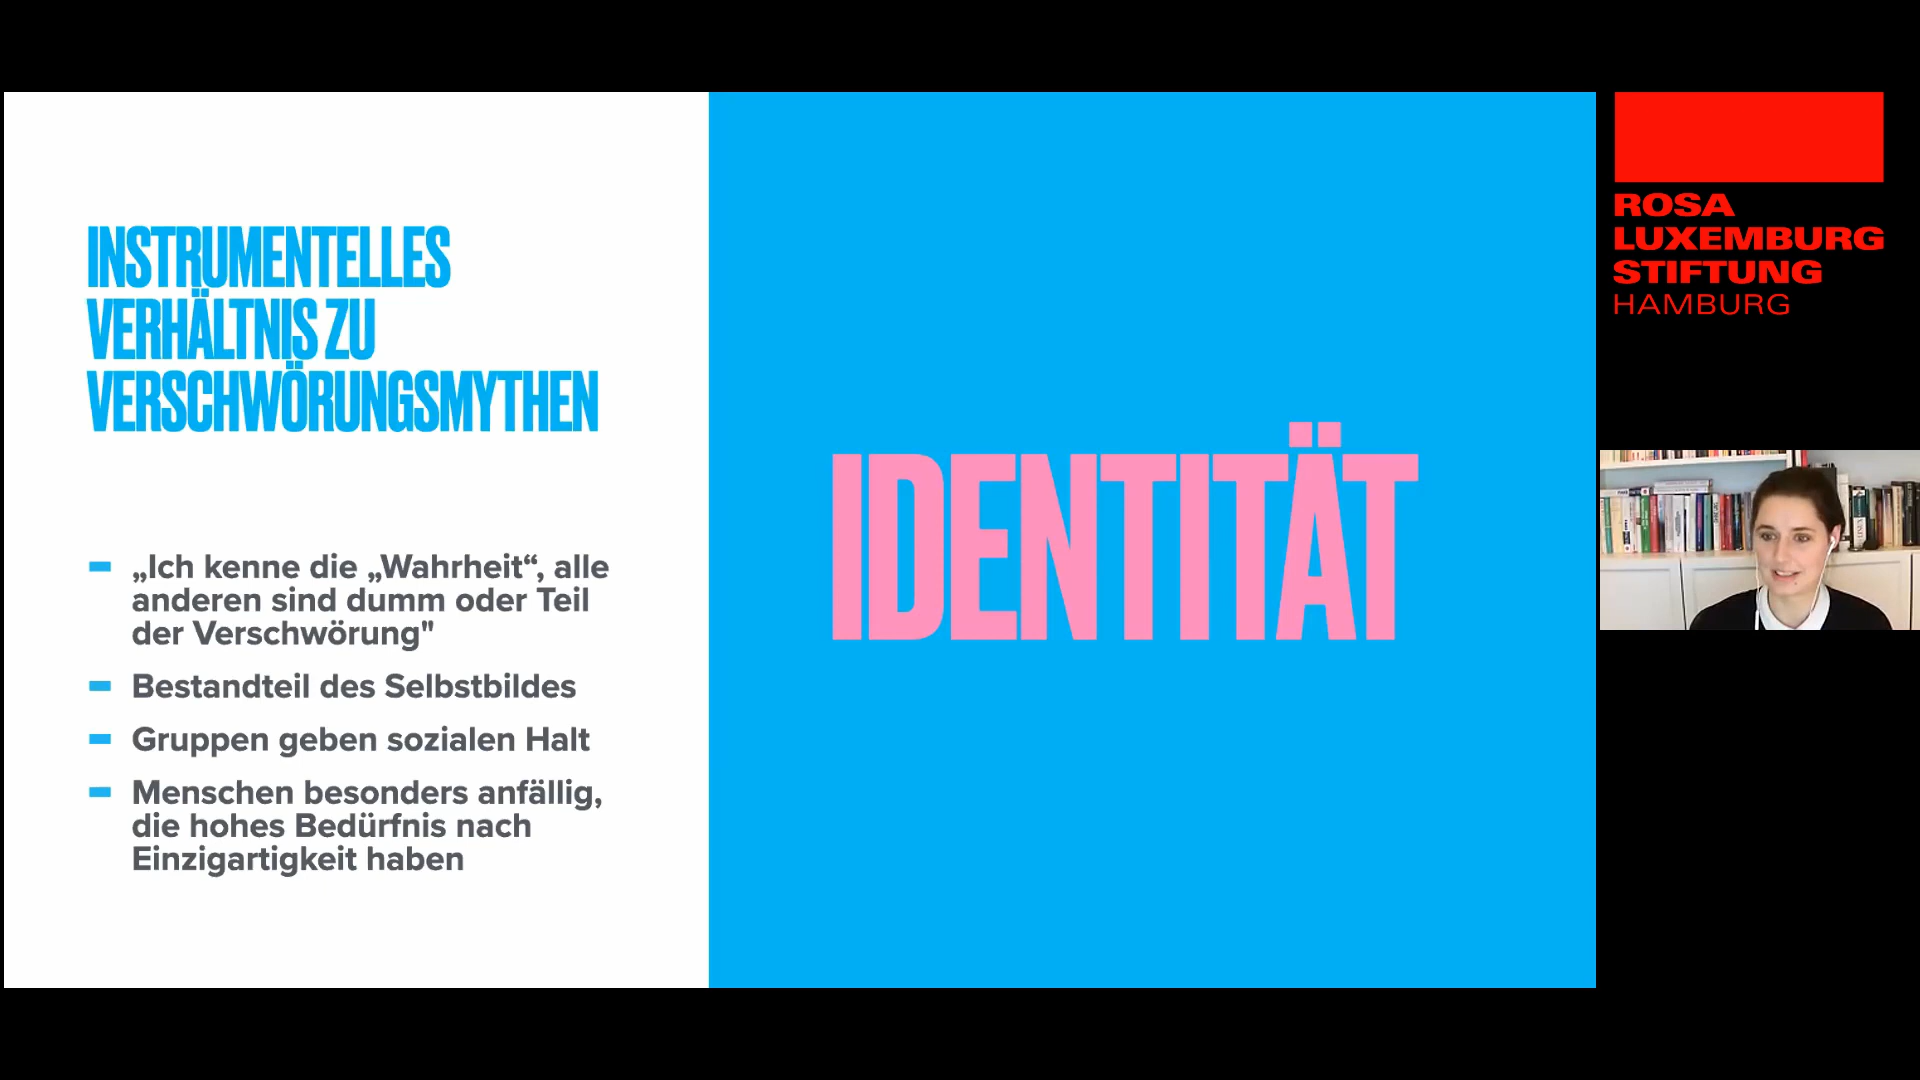 INSTRUMENTELLES
VERHÄLTNIS ZU
VERSCHWÖRUNGSMYTHEN
„Ich kenne die „Wahrheit“, alle
anderen sind dumm oder Teil
der Verschwörung"
Bestandteil des Selbstbildes
Gruppen geben sozialen Halt
Menschen besonders anfällig,
die hohes Bedürfnis nach
Einzigartigkeit haben
IDENTITÄT
ROSA
LUXEMBURG
STIFTUNG
HAMBURG